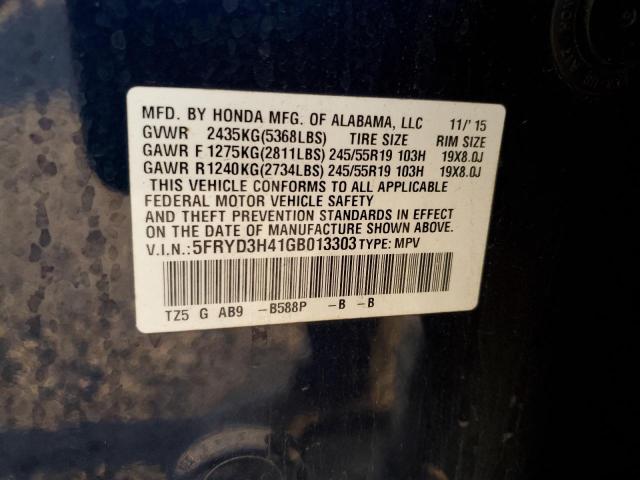 MFD. BY HONDA MFG. OF ALABAMA, LLC 11/' 15
GVWR 2435KG(5368LBS) TIRE SIZE RIM SIZE
GAWR F 1275KG(2811LBS) 245/55R19 103H 19X8.0J
GAWR R1240KG(2734LBS) 245/55R19 103H 19X8.0J
THIS VEHICLE CONFORMS TO ALL APPLICABLE
FEDERAL MOTOR VEHICLE SAFETY
AND THEFT PREVENTION STANDARDS IN EFFECT
ON THE DATE OF MANUFACTURE SHOWN ABOVE.
V.I.N.: 5FRYD3H41GB013303 TYPE: MPV
TZ5 G AB9 -B588P -B -B